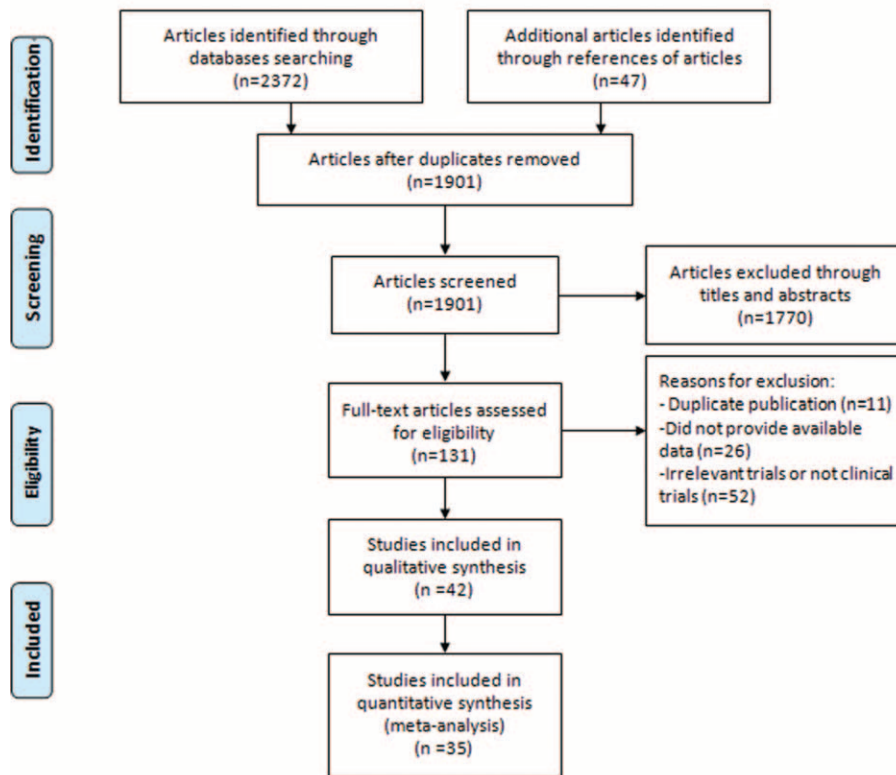 Identification
Articles identified through
databases searching
(n=2372)
Additional articles identified
through references of articles
(n=47)
Articles after duplicates removed
(n=1901)
Screening
Articles screened
(n=1901)
Articles excluded through
titles and abstracts
(n=1770)
Eligibility
Full-text articles assessed
for eligibility
(n=131)
Reasons for exclusion:
- Duplicate publication (n=11)
-Did not provide available
data (n=26)
-Irrelevant trials or not clinical
trials (n=52)
Studies included in
qualitative synthesis
(n =42)
Included
Studies included in
quantitative synthesis
(meta-analysis)
(n =35)